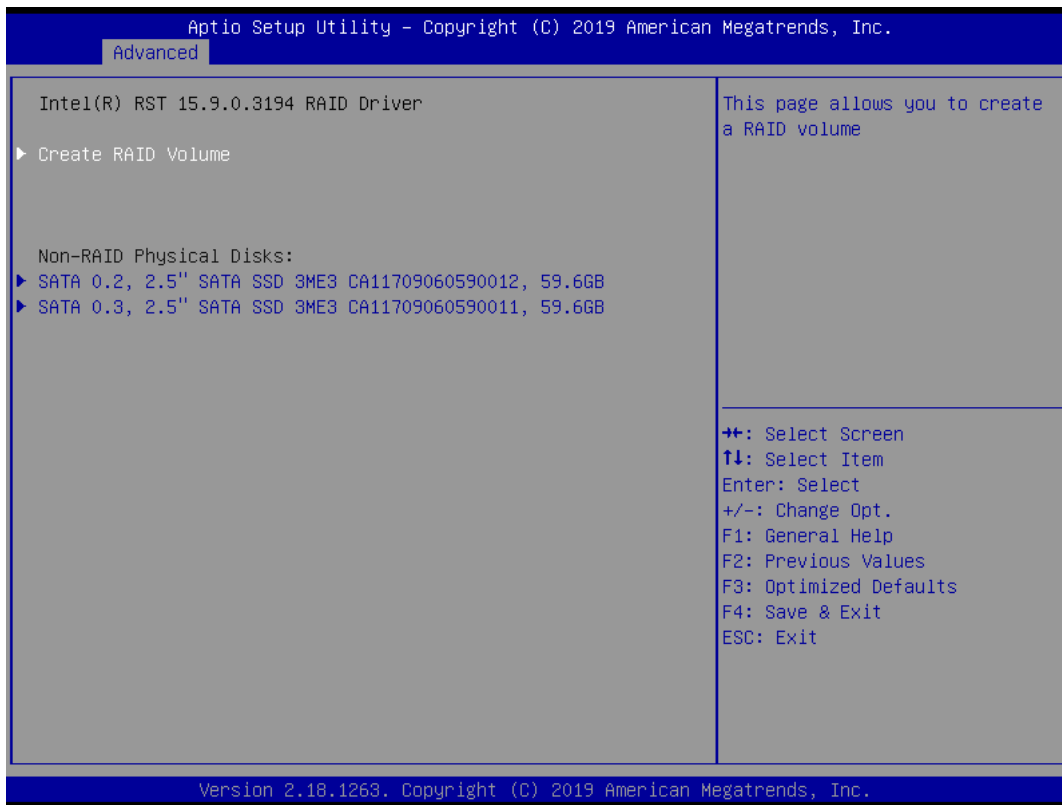 Aptio Setup Utility – Copyright (C) 2019 American Megatrends, Inc.
Advanced
Intel(R) RST 15.9.0.3194 RAID Driver
▶ Create RAID Volume
Non-RAID Physical Disks:
▶ SATA 0.2, 2.5" SATA SSD 3ME3 CA11709060590012, 59.6GB
▶ SATA 0.3, 2.5" SATA SSD 3ME3 CA11709060590011, 59.6GB
This page allows you to create
a RAID volume
→←: Select Screen
↑↓: Select Item
Enter: Select
+/-: Change Opt.
F1: General Help
F2: Previous Values
F3: Optimized Defaults
F4: Save & Exit
ESC: Exit
Version 2.18.1263. Copyright (C) 2019 American Megatrends, Inc.